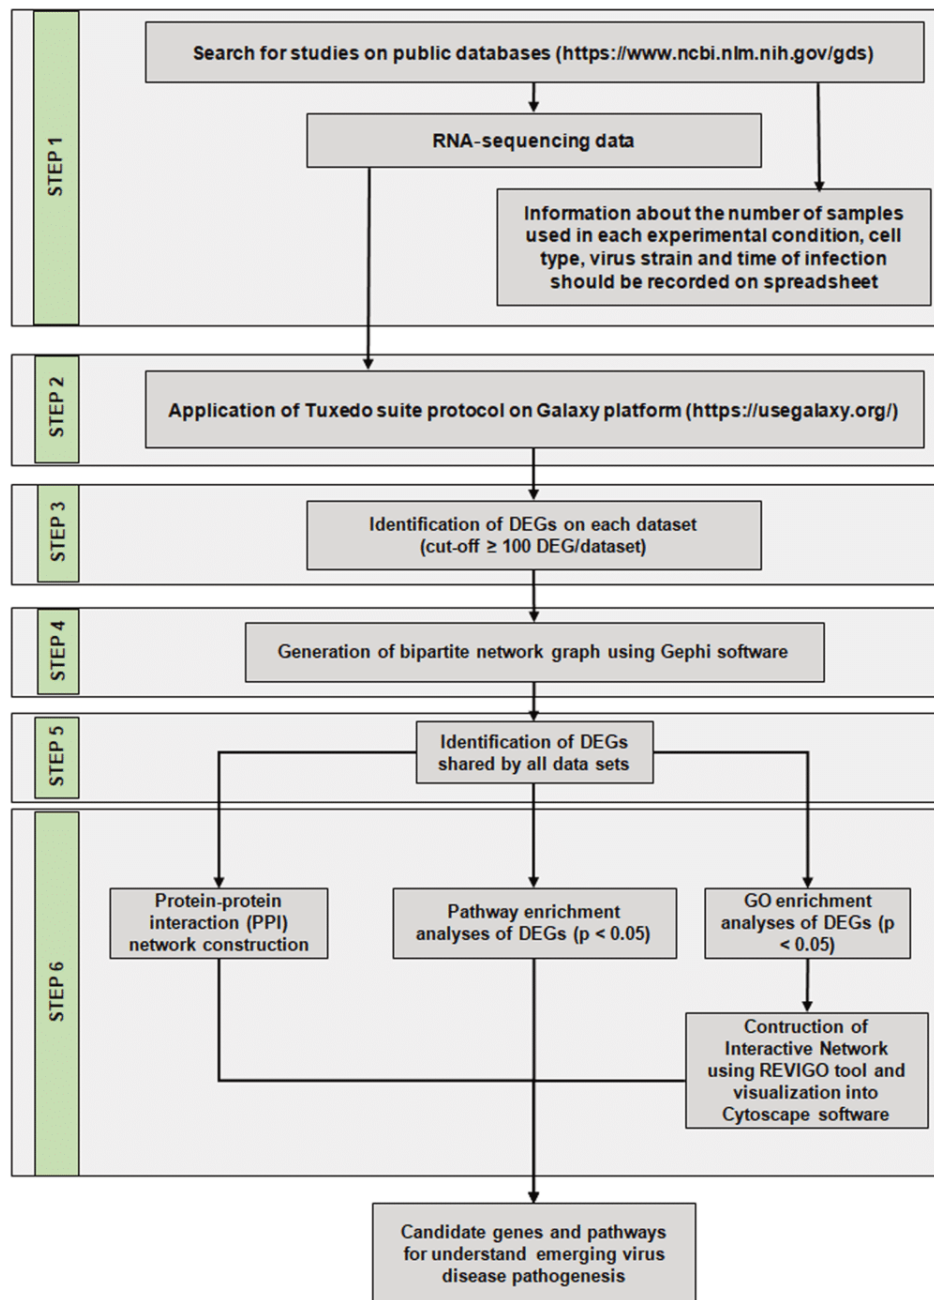 STEP 1
Search for studies on public databases (https://www.ncbi.nlm.nih.gov/gds)
RNA-sequencing data
Information about the number of samples
used in each experimental condition, cell
type, virus strain and time of infection
should be recorded on spreadsheet
STEP 2
Application of Tuxedo suite protocol on Galaxy platform (https://usegalaxy.org/)
STEP 3
Identification of DEGs on each dataset
(cut-off ≥ 100 DEG/dataset)
STEP 4
Generation of bipartite network graph using Gephi software
STEP 5
Identification of DEGs
shared by all data sets
STEP 6
Protein-protein
interaction (PPI)
network construction
Pathway enrichment
analyses of DEGs (p < 0.05)
GO enrichment
analyses of DEGs (p
< 0.05)
Contruction of
Interactive Network
using REVIGO tool and
visualization into
Cytoscape software
Candidate genes and pathways
for understand emerging virus
disease pathogenesis